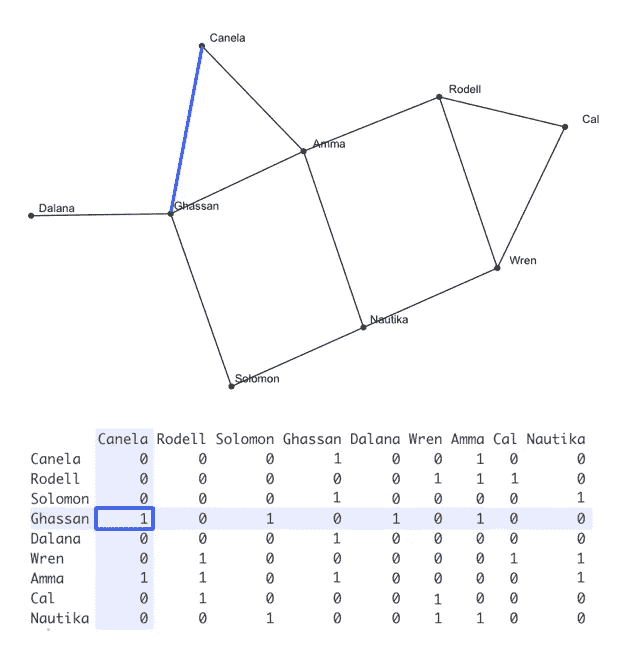 Canela
Rodell
Cal
Amma
Dalana
Ghassan
Wren
Nautika
Solomon
Canela Rodell Solomon Ghassan Dalana Wren Amma Cal Nautika
Canela 0 0 0 1 0 0 1 0 0
Rodell 0 0 0 0 0 1 1 1 0
Solomon 0 0 0 1 0 0 0 0 1
Ghassan 1 0 1 0 1 0 1 0 0
Dalana 0 0 0 1 0 0 0 0 0
Wren 0 1 0 0 0 0 0 1 1
Amma 1 1 0 1 0 0 0 0 1
Cal 0 1 0 0 0 1 0 0 0
Nautika 0 0 1 0 0 1 1 0 0